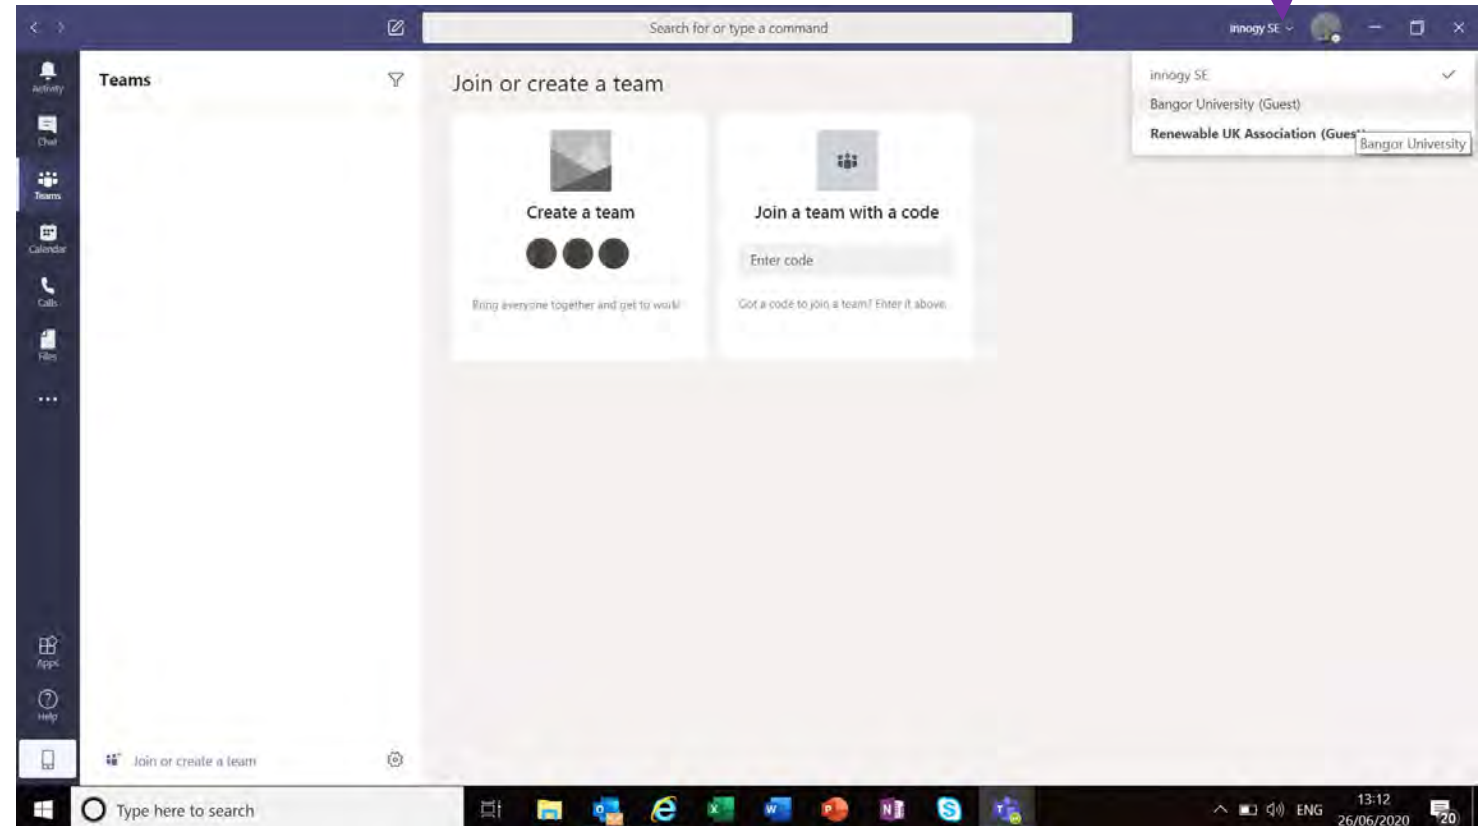 Search for or type a command
innogy SE
Activity
Chat
Teams
Calendar
Calls
Files
Apps
Help
Teams
Join or create a team
Join or create a team
Create a team
Bring everyone together and get to work!
Join a team with a code
Enter code
Got a code to join a team? Enter it above.
innogy SE
Bangor University (Guest)
Renewable UK Association (Guest
Bangor University
Type here to search
ENG
13:12
26/06/2020
20